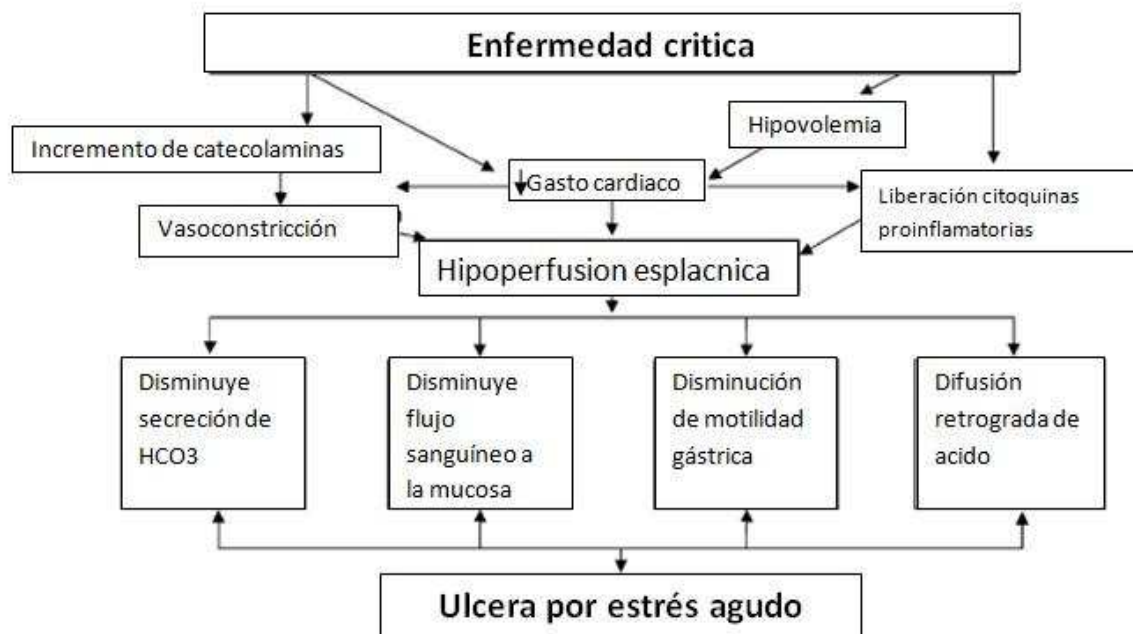 Enfermedad critica
Hipovolemia
Incremento de catecolaminas
Gasto cardiaco
Liberación citoquinas
proinflamatorias
Vasoconstricción
Hipoperfusion esplacnica
Disminuye
secreción de
HCO3
Disminuye
flujo
sanguíneo a
la mucosa
Disminución
de motilidad
gástrica
Difusión
retrograda de
acido
Ulcera por estrés agudo